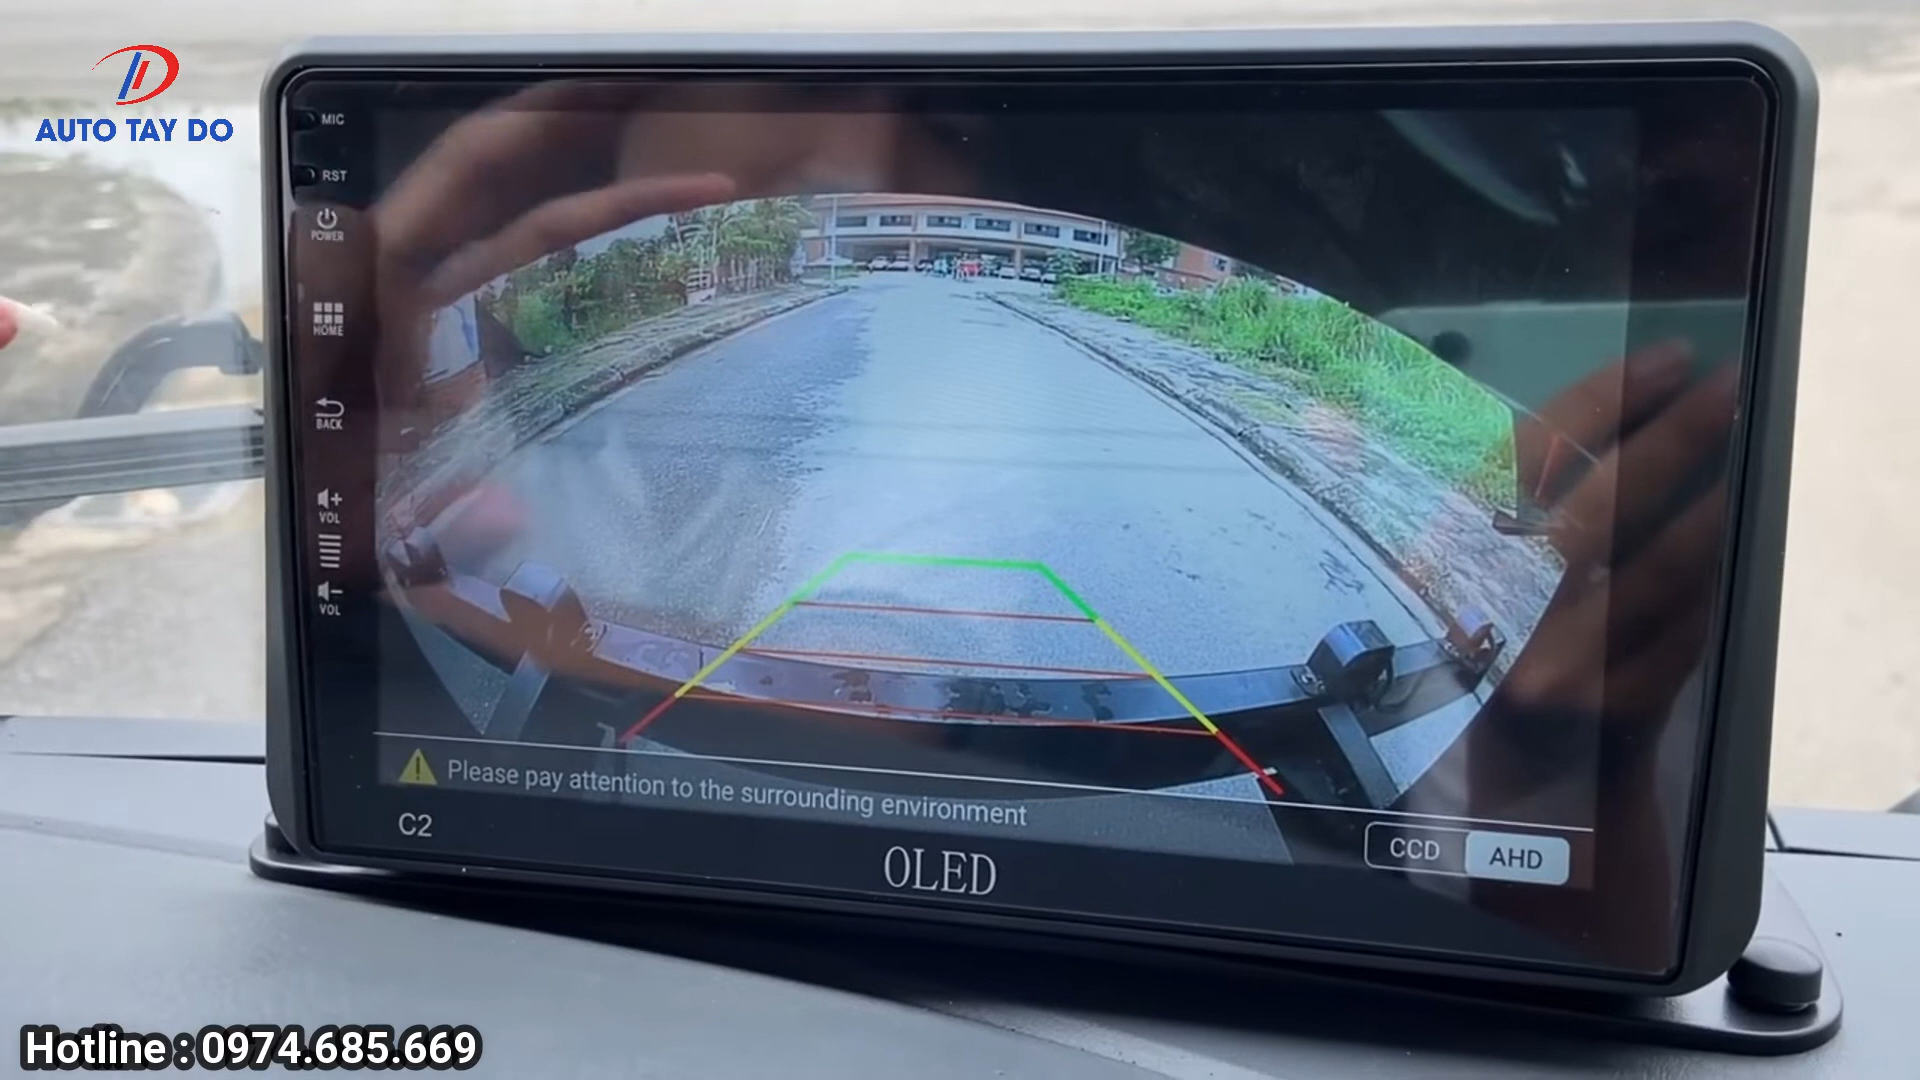 AUTO TAY DO
MIC
RST
POWER
HOME
BACK
VOL
VOL
Please pay attention to the surrounding environment
C2
CCD
AHD
OLED
Hotline : 0974.685.669